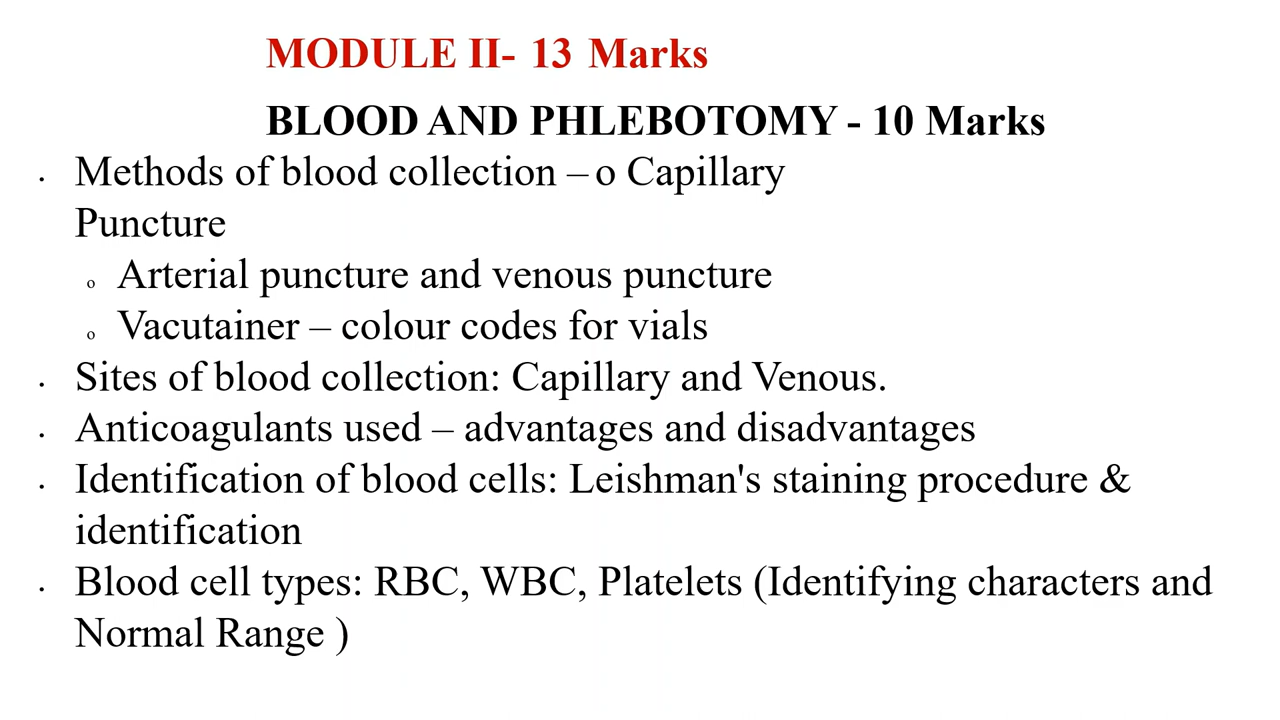 MODULE II- 13 Marks
BLOOD AND PHLEBOTOMY - 10 Marks
• Methods of blood collection – o Capillary
Puncture
o Arterial puncture and venous puncture
o Vacutainer – colour codes for vials
• Sites of blood collection: Capillary and Venous.
• Anticoagulants used – advantages and disadvantages
• Identification of blood cells: Leishman's staining procedure &
identification
• Blood cell types: RBC, WBC, Platelets (Identifying characters and
Normal Range )